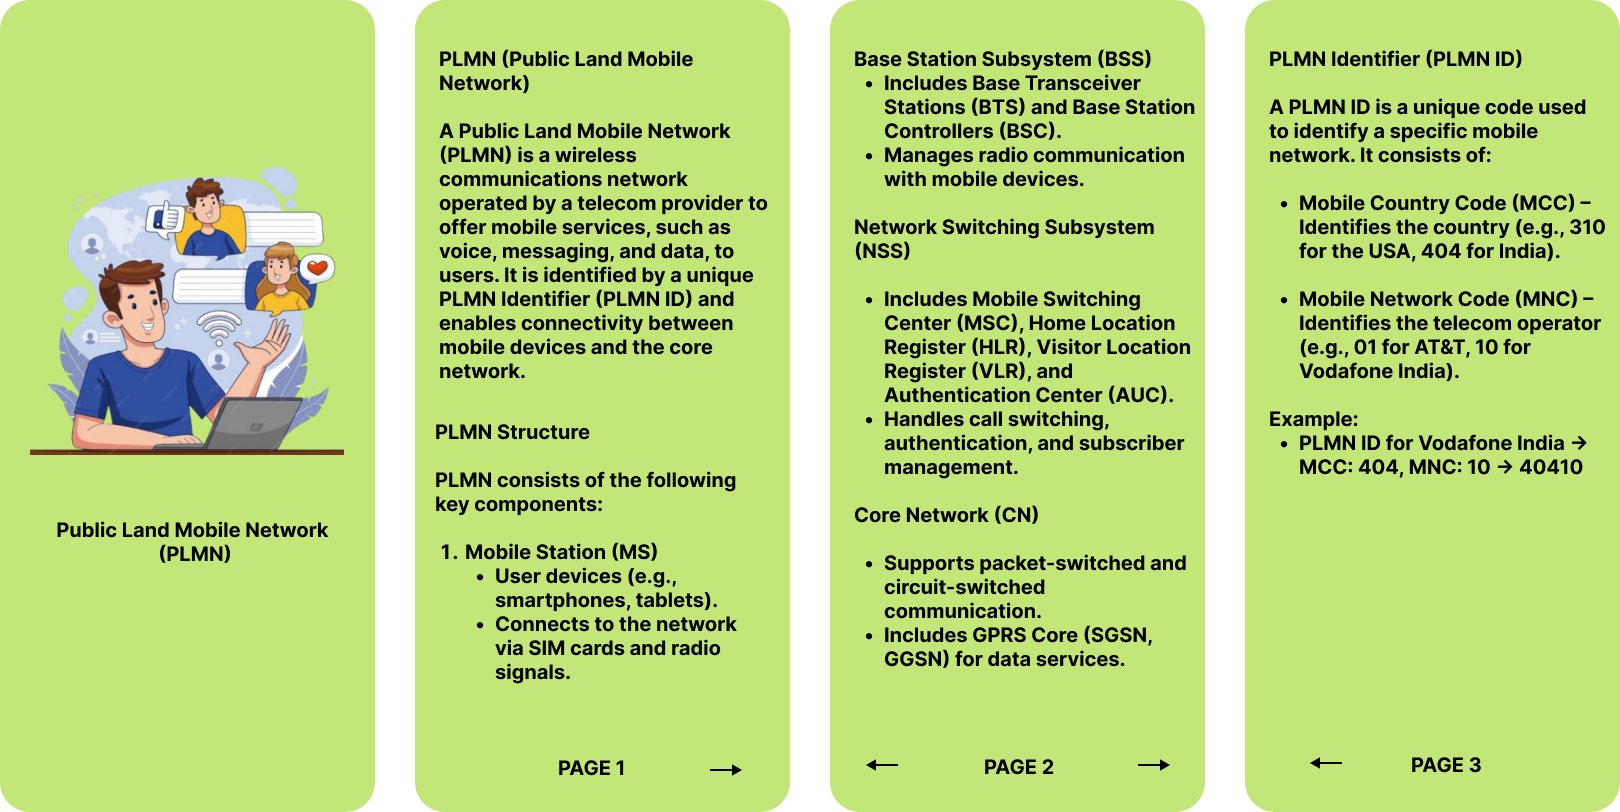 Public Land Mobile Network
(PLMN)
PLMN (Public Land Mobile
Network)
A Public Land Mobile Network
(PLMN) is a wireless
communications network
operated by a telecom provider to
offer mobile services, such as
voice, messaging, and data, to
users. It is identified by a unique
PLMN Identifier (PLMN ID) and
enables connectivity between
mobile devices and the core
network.
PLMN Structure
PLMN consists of the following
key components:
1. Mobile Station (MS)
• User devices (e.g.,
smartphones, tablets).
• Connects to the network
via SIM cards and radio
signals.
PAGE 1 →
Base Station Subsystem (BSS)
• Includes Base Transceiver
Stations (BTS) and Base Station
Controllers (BSC).
• Manages radio communication
with mobile devices.
Network Switching Subsystem
(NSS)
• Includes Mobile Switching
Center (MSC), Home Location
Register (HLR), Visitor Location
Register (VLR), and
Authentication Center (AUC).
• Handles call switching,
authentication, and subscriber
management.
Core Network (CN)
• Supports packet-switched and
circuit-switched
communication.
• Includes GPRS Core (SGSN,
GGSN) for data services.
← PAGE 2 →
PLMN Identifier (PLMN ID)
A PLMN ID is a unique code used
to identify a specific mobile
network. It consists of:
• Mobile Country Code (MCC) –
Identifies the country (e.g., 310
for the USA, 404 for India).
• Mobile Network Code (MNC) –
Identifies the telecom operator
(e.g., 01 for AT&T, 10 for
Vodafone India).
Example:
• PLMN ID for Vodafone India →
MCC: 404, MNC: 10 → 40410
← PAGE 3